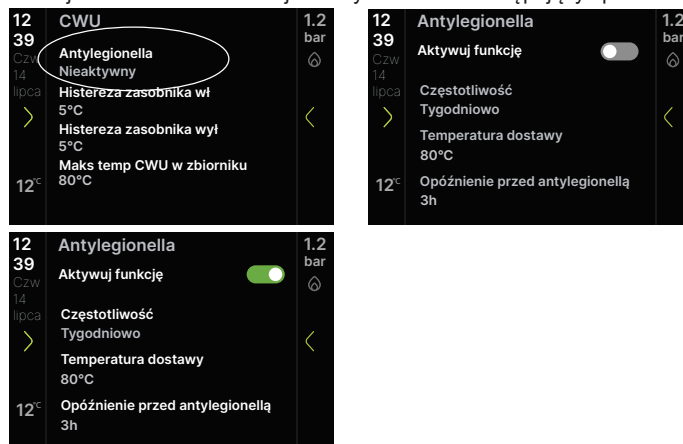 12
39
Czw
14
lipca
12°C
CWU
Antylegionella
Nieaktywny
Histereza zasobnika wł
5°C
Histereza zasobnika wył
5°C
Maks temp CWU w zbiorniku
80°C
1.2
bar
12
39
Czw
14
lipca
12°C
Antylegionella
Aktywuj funkcję
Częstotliwość
Tygodniowo
Temperatura dostawy
80°C
Opóźnienie przed antylegionellą
3h
1.2
bar
12
39
Czw
14
lipca
12°C
Antylegionella
Aktywuj funkcję
Częstotliwość
Tygodniowo
Temperatura dostawy
80°C
Opóźnienie przed antylegionellą
3h
1.2
bar